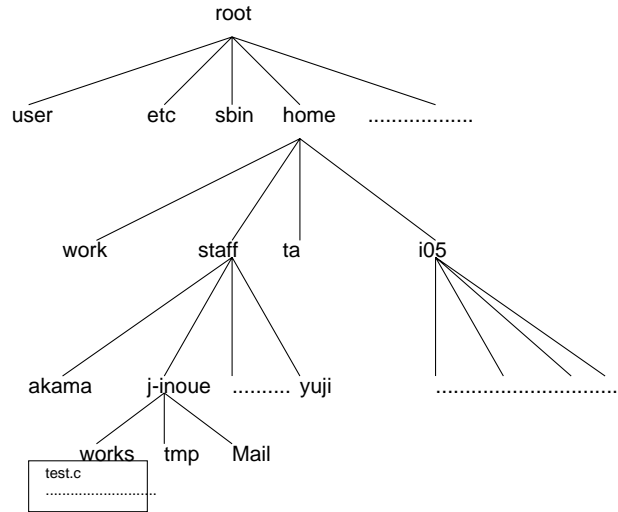 root
user etc sbin home ..................
work staff ta i05
akama j-inoue .......... yuji ...............................
works tmp Mail
test.c
............................